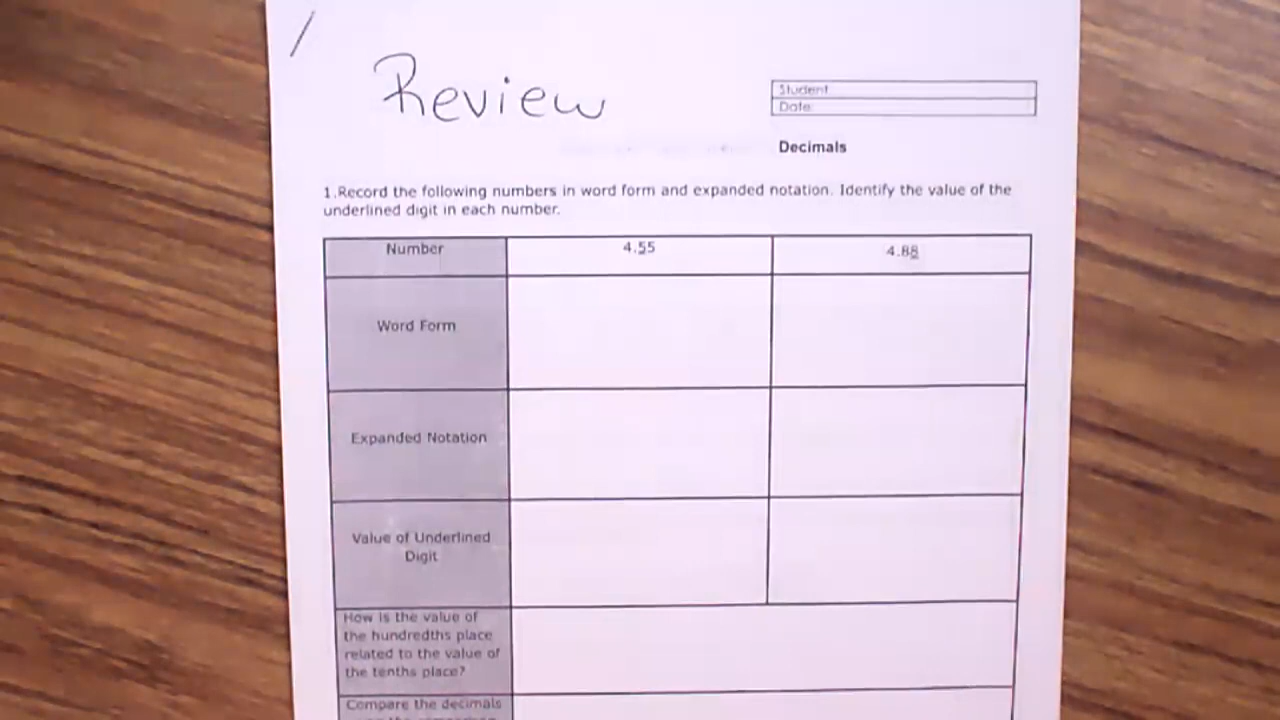 Review
Student
Date
Decimals
1.Record the following numbers in word form and expanded notation. Identify the value of the
underlined digit in each number.
Number 4.55 4.88
Word Form
Expanded Notation
Value of Underlined
Digit
How is the value of
the hundredths place
related to the value of
the tenths place?
Compare the decimals